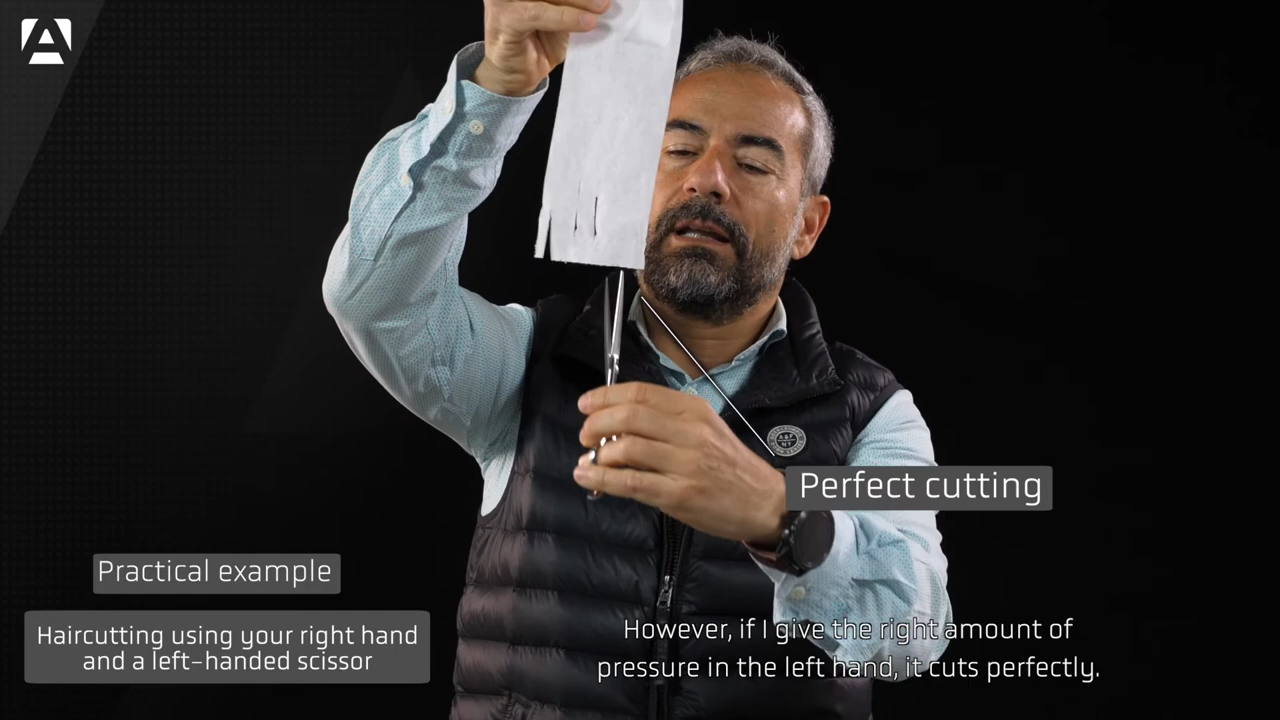 A&F
NY
Perfect cutting
Practical example
Haircutting using your right hand
and a left-handed scissor
However, if I give the right amount of
pressure in the left hand, it cuts perfectly.